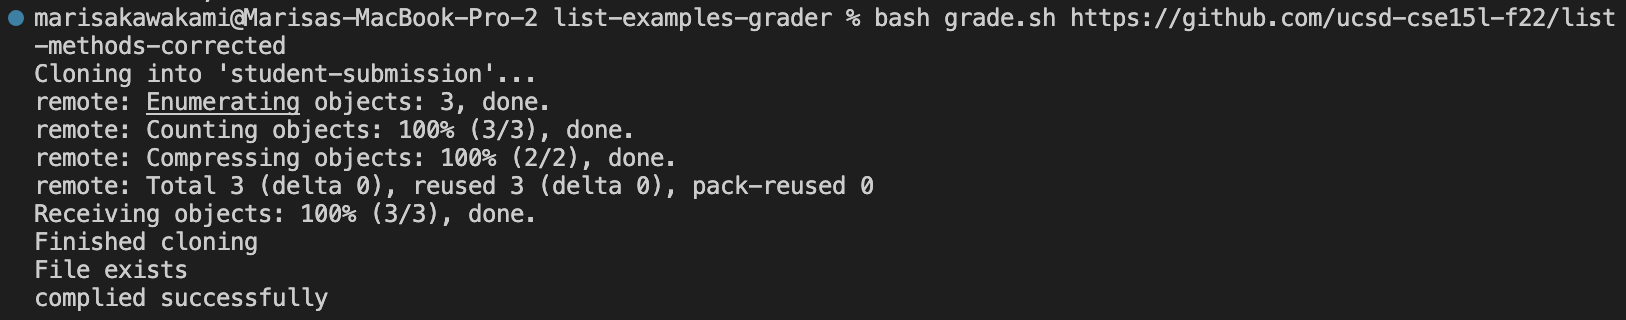 marisakawakami@Marisas-MacBook-Pro-2 list-examples-grader % bash grade.sh https://github.com/ucsd-cse15l-f22/list
-methods-corrected
Cloning into 'student-submission'...
remote: Enumerating objects: 3, done.
remote: Counting objects: 100% (3/3), done.
remote: Compressing objects: 100% (2/2), done.
remote: Total 3 (delta 0), reused 3 (delta 0), pack-reused 0
Receiving objects: 100% (3/3), done.
Finished cloning
File exists
complied successfully